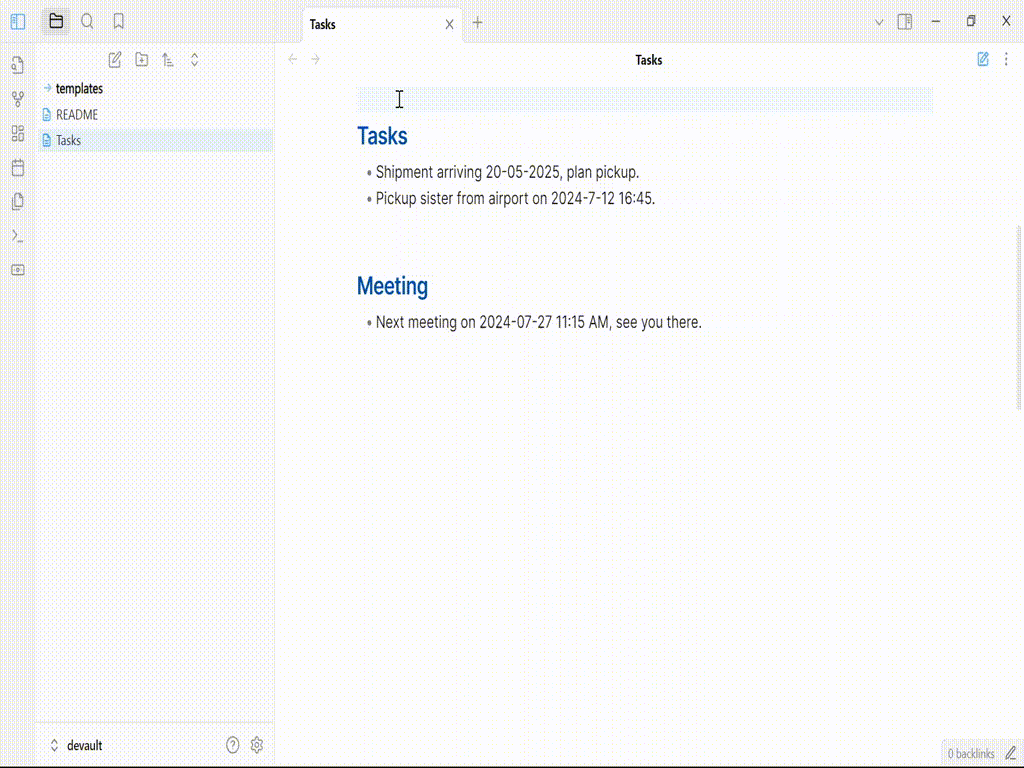 Tasks
Tasks
templates
README
Tasks
Tasks
Shipment arriving 20-05-2025, plan pickup.
Pickup sister from airport on 2024-7-12 16:45.
Meeting
Next meeting on 2024-07-27 11:15 AM, see you there.
devault
0 backlinks